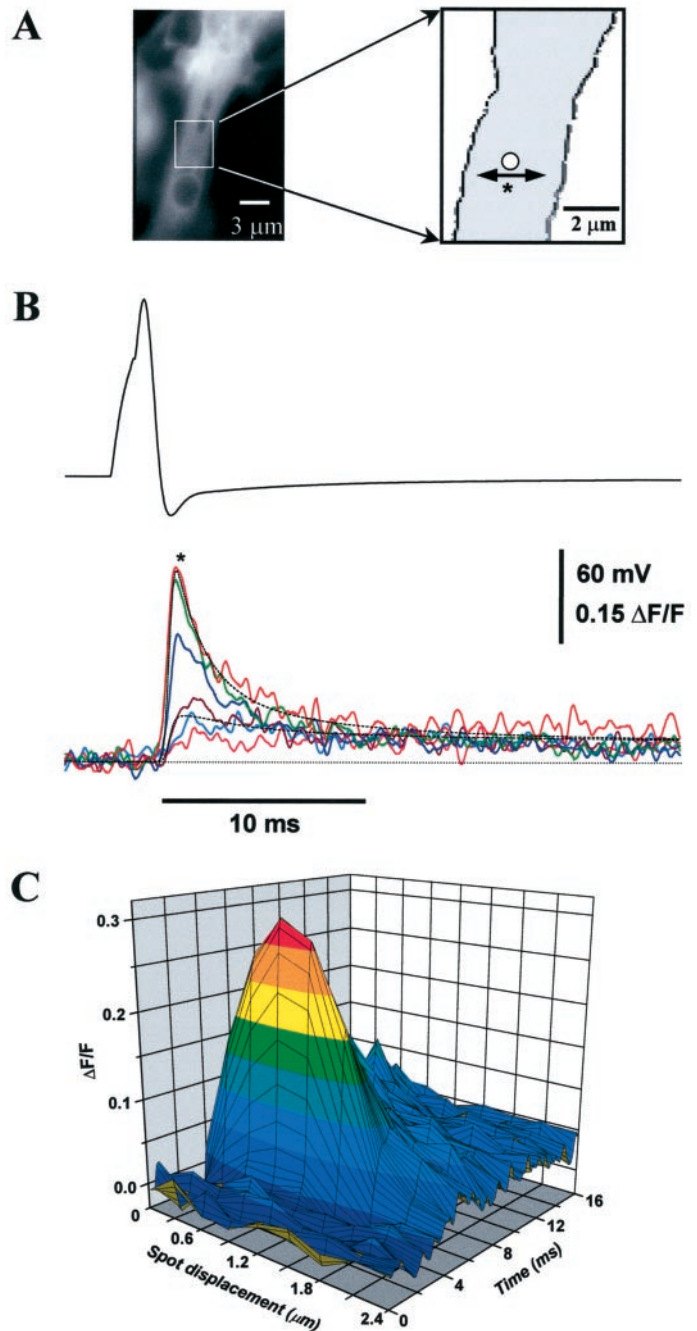 A
3 μm
*
2 μm
B
*
60 mV
0.15 ΔF/F
10 ms
C
0.3
0.2
0.1
0.0
ΔF/F
0
0.6
1.2
1.8
2.4
Spot displacement (μm)
0
4
8
12
16
Time (ms)